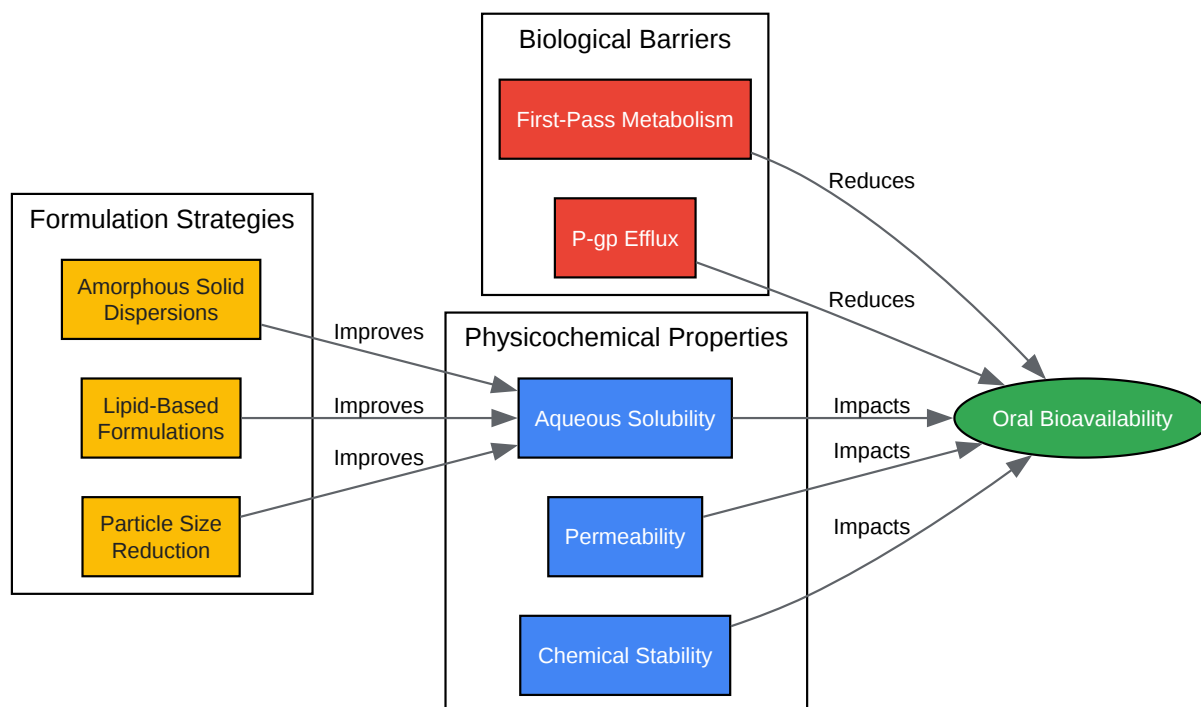 Biological Barriers
First-Pass Metabolism
Reduces
P-gp Efflux
Reduces
Formulation Strategies
Amorphous Solid
Dispersions
Improves
Lipid-Based
Formulations
Improves
Particle Size
Reduction
Improves
Physicochemical Properties
Aqueous Solubility
Impacts
Permeability
Impacts
Chemical Stability
Impacts
Oral Bioavailability